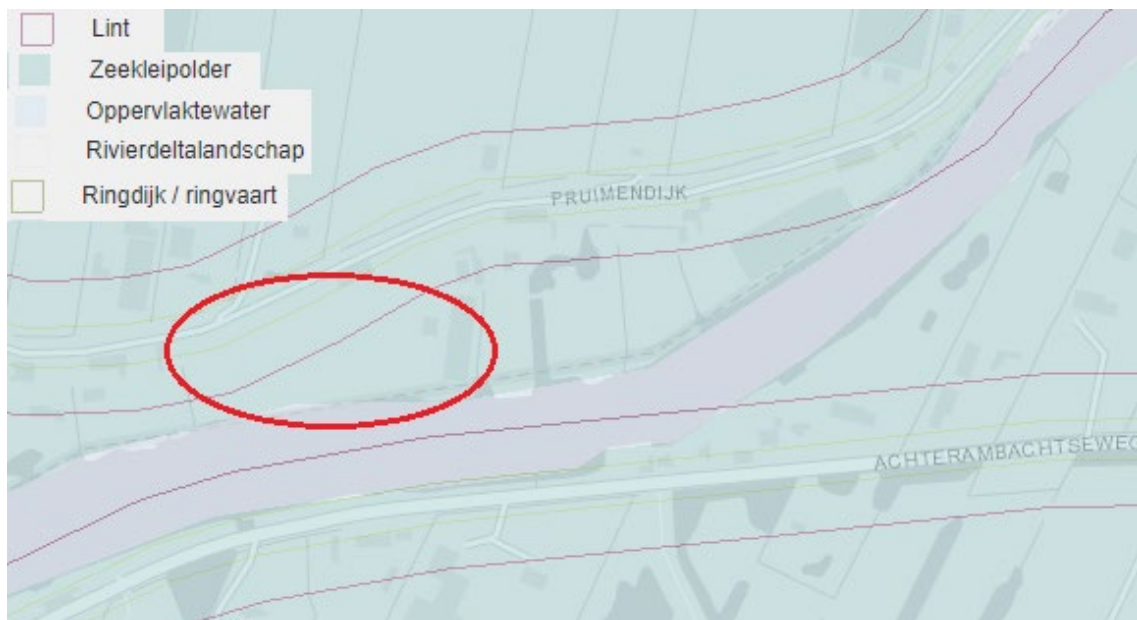 Lint
Zeekleipolder
Oppervlaktewater
Rivierdeltalandschap
Ringdijk / ringvaart
PRUIMENDIJK
ACHTERAMBACHTSEWEG